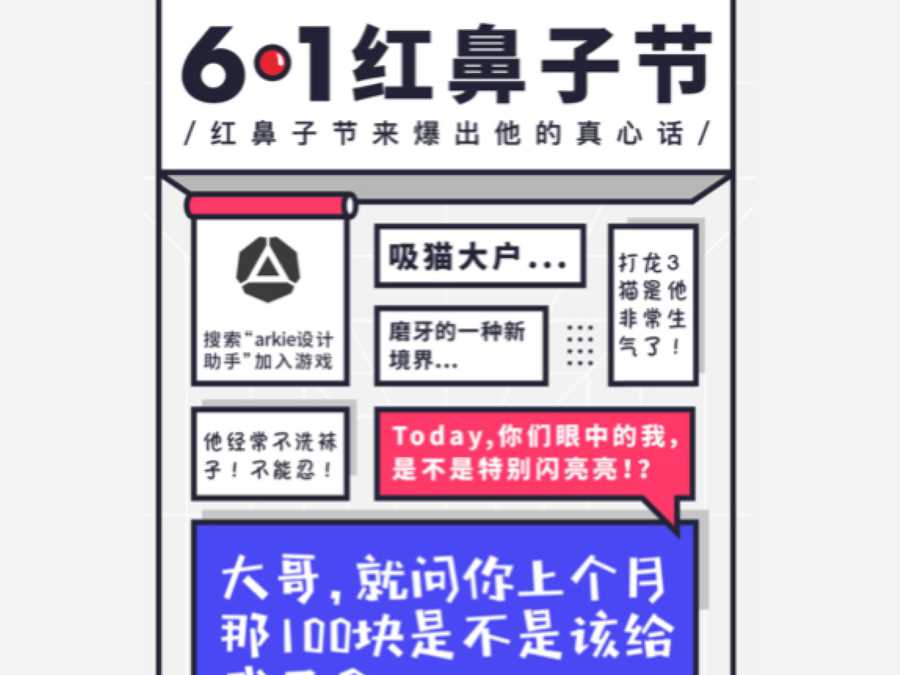 6·1红鼻子节
/红鼻子节来爆出他的真心话/
搜索“arkie设计
助手”加入游戏
吸猫大户...
磨牙的一种新
境界...
打龙3
猫是他
非常生
气了！
他经常不洗袜
子！不能忍！
Today,你们眼中的我,
是不是特别闪亮亮!?
大哥,就问你上个月
那100块是不是该给